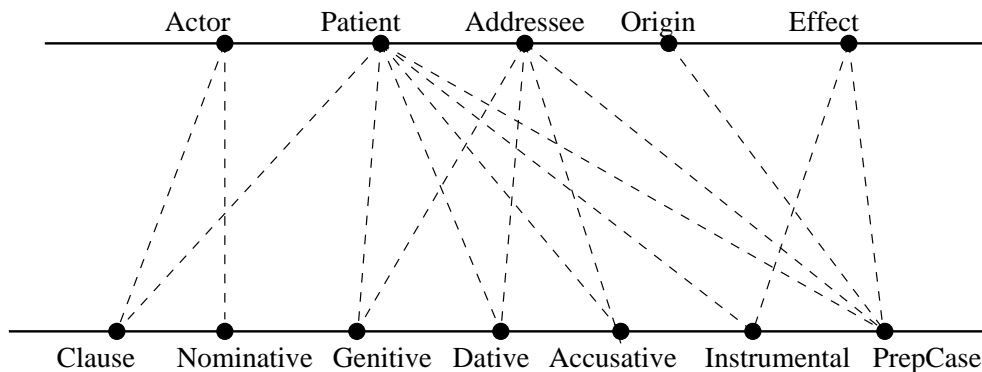 Actor Patient Addressee Origin Effect
Clause Nominative Genitive Dative Accusative Instrumental PrepCase